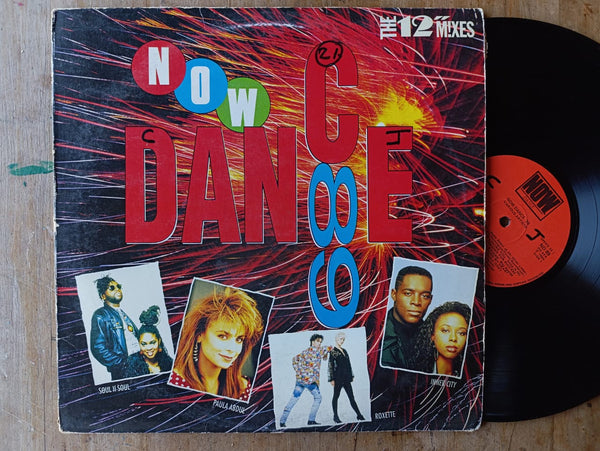 THE 12" MIXES
21
NOW
DANCE
C
J
89
SOUL II SOUL
PAULA ABDUL
ROXETTE
INNER CITY
NOW
C
J